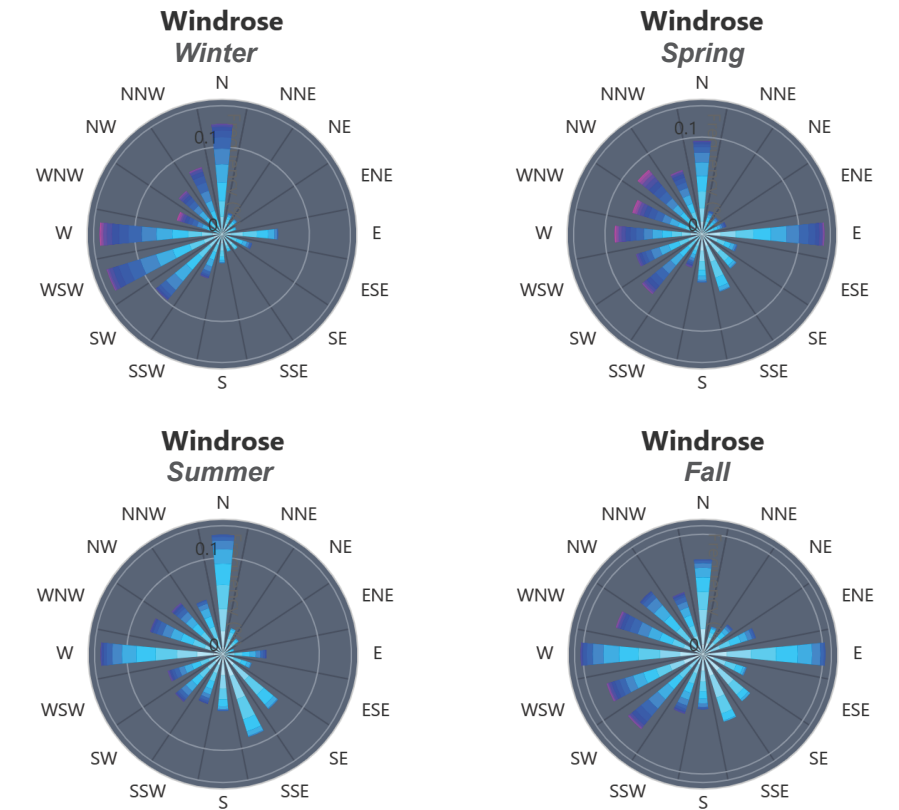 Windrose
Winter
N
NNW NNE
NW NE
0.1
WNW ENE
0
W E
WSW ESE
SW SE
SSW SSE
S
Windrose
Spring
N
NNW NNE
NW 0.1 NE
WNW ENE
0
W E
WSW ESE
SW SE
SSW SSE
S
Windrose
Summer
N
NNW NNE
NW 0.1 NE
WNW ENE
0
W E
WSW ESE
SW SE
SSW SSE
S
Windrose
Fall
N
NNW NNE
NW NE
WNW ENE
0
W E
WSW ESE
SW SE
SSW SSE
S